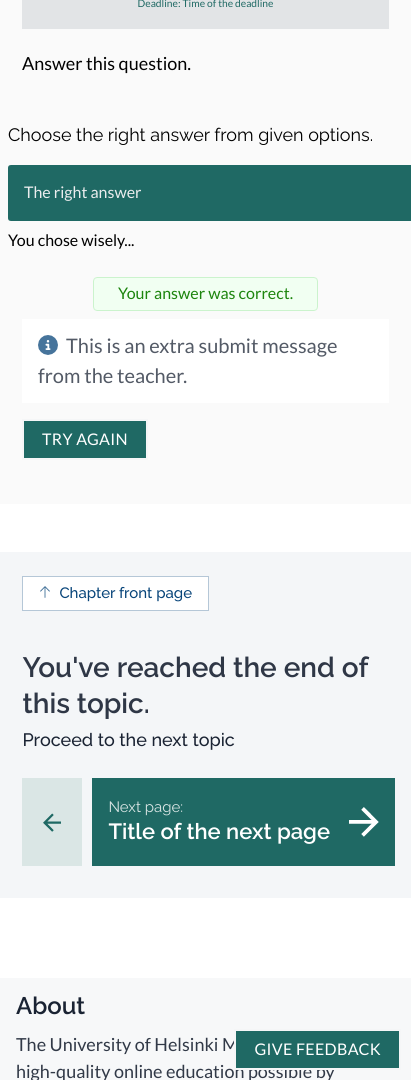 Deadline: Time of the deadline
Answer this question.
Choose the right answer from given options.
The right answer
You chose wisely...
Your answer was correct.
This is an extra submit message
from the teacher.
TRY AGAIN
Chapter front page
You've reached the end of
this topic.
Proceed to the next topic
Next page:
Title of the next page
About
The University of Helsinki
GIVE FEEDBACK
high-quality online education possible by